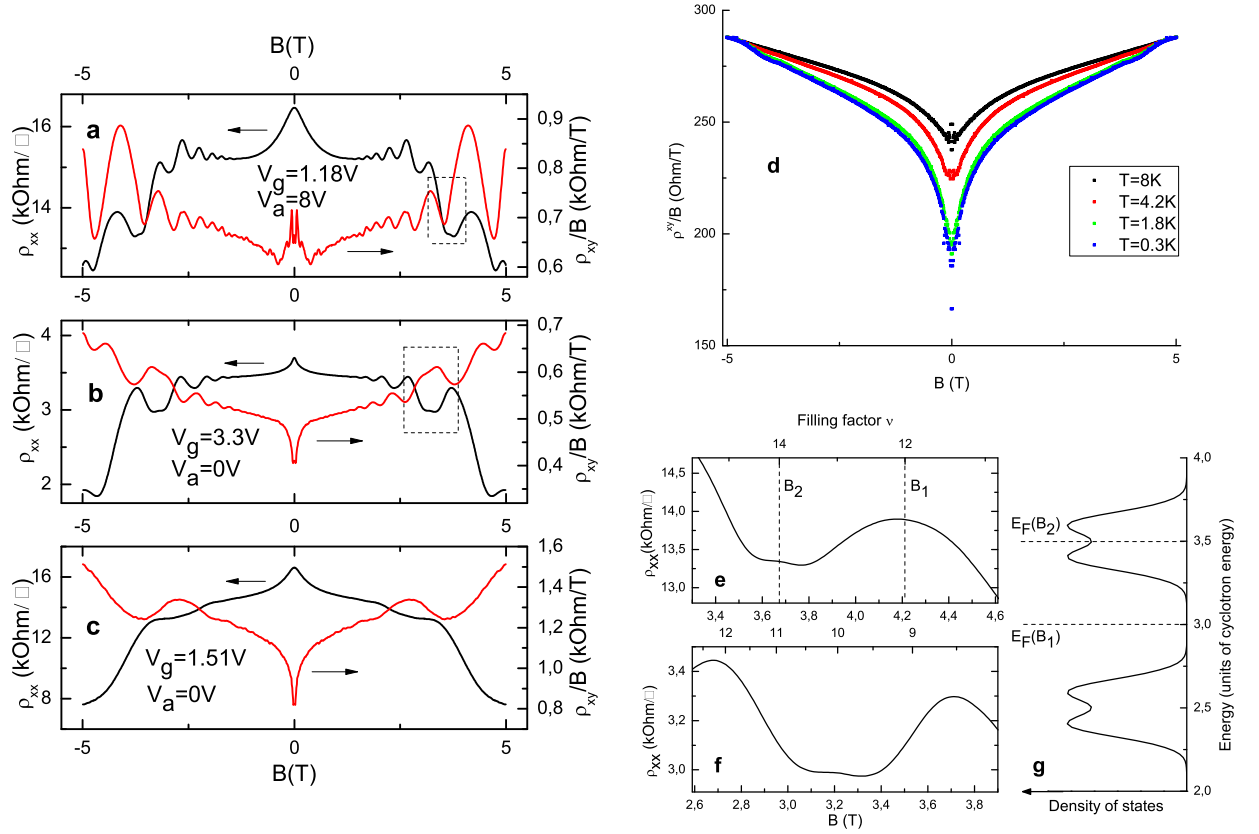 B(T)
-5 0 5
a
16
14
ρxx (kOhm/ □)
Vg=1.18V
Va=8V
0,9
0,8
0,7
0,6
ρxy/B (kOhm/T)
-5 0 5
b
4
3
2
ρxx (kOhm/ □)
Vg=3.3V
Va=0V
0,7
0,6
0,5
0,4
ρxy/B (kOhm/T)
c
16
12
8
ρxx (kOhm/ □)
Vg=1.51V
Va=0V
1,6
1,4
1,2
1,0
0,8
ρxy/B (kOhm/T)
-5 0 5
B(T)
300
250
200
150
ρxy/B (Ohm/T)
d
T=8K
T=4.2K
T=1.8K
T=0.3K
-5 0 5
B (T)
Filling factor ν
14 12
14,5
14,0
13,5
13,0
ρxx(kOhm/□)
B2
B1
e
3,4 3,6 3,8 4,0 4,2 4,4 4,6
12 11 10 9
3,4
3,2
3,0
ρxx (kOhm/□)
f
2,6 2,8 3,0 3,2 3,4 3,6 3,8
B (T)
EF(B2)
EF(B1)
g
4,0
3,5
3,0
2,5
2,0
Energy (units of cyclotron energy)
Density of states